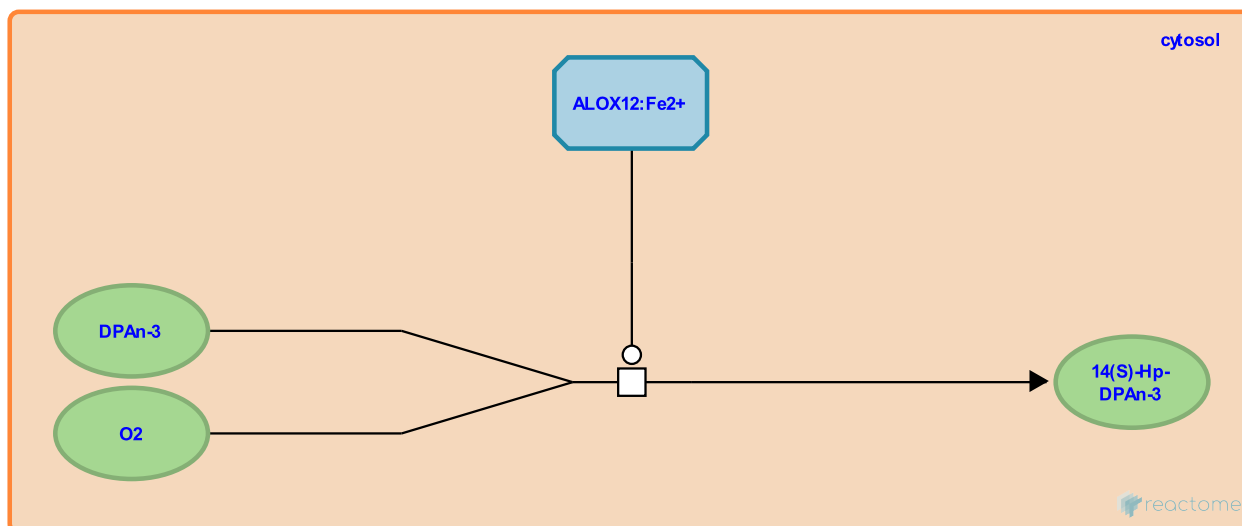 cytosol
ALOX12:Fe2+
DPAn-3
14(S)-Hp-
DPAn-3
O2
reactome